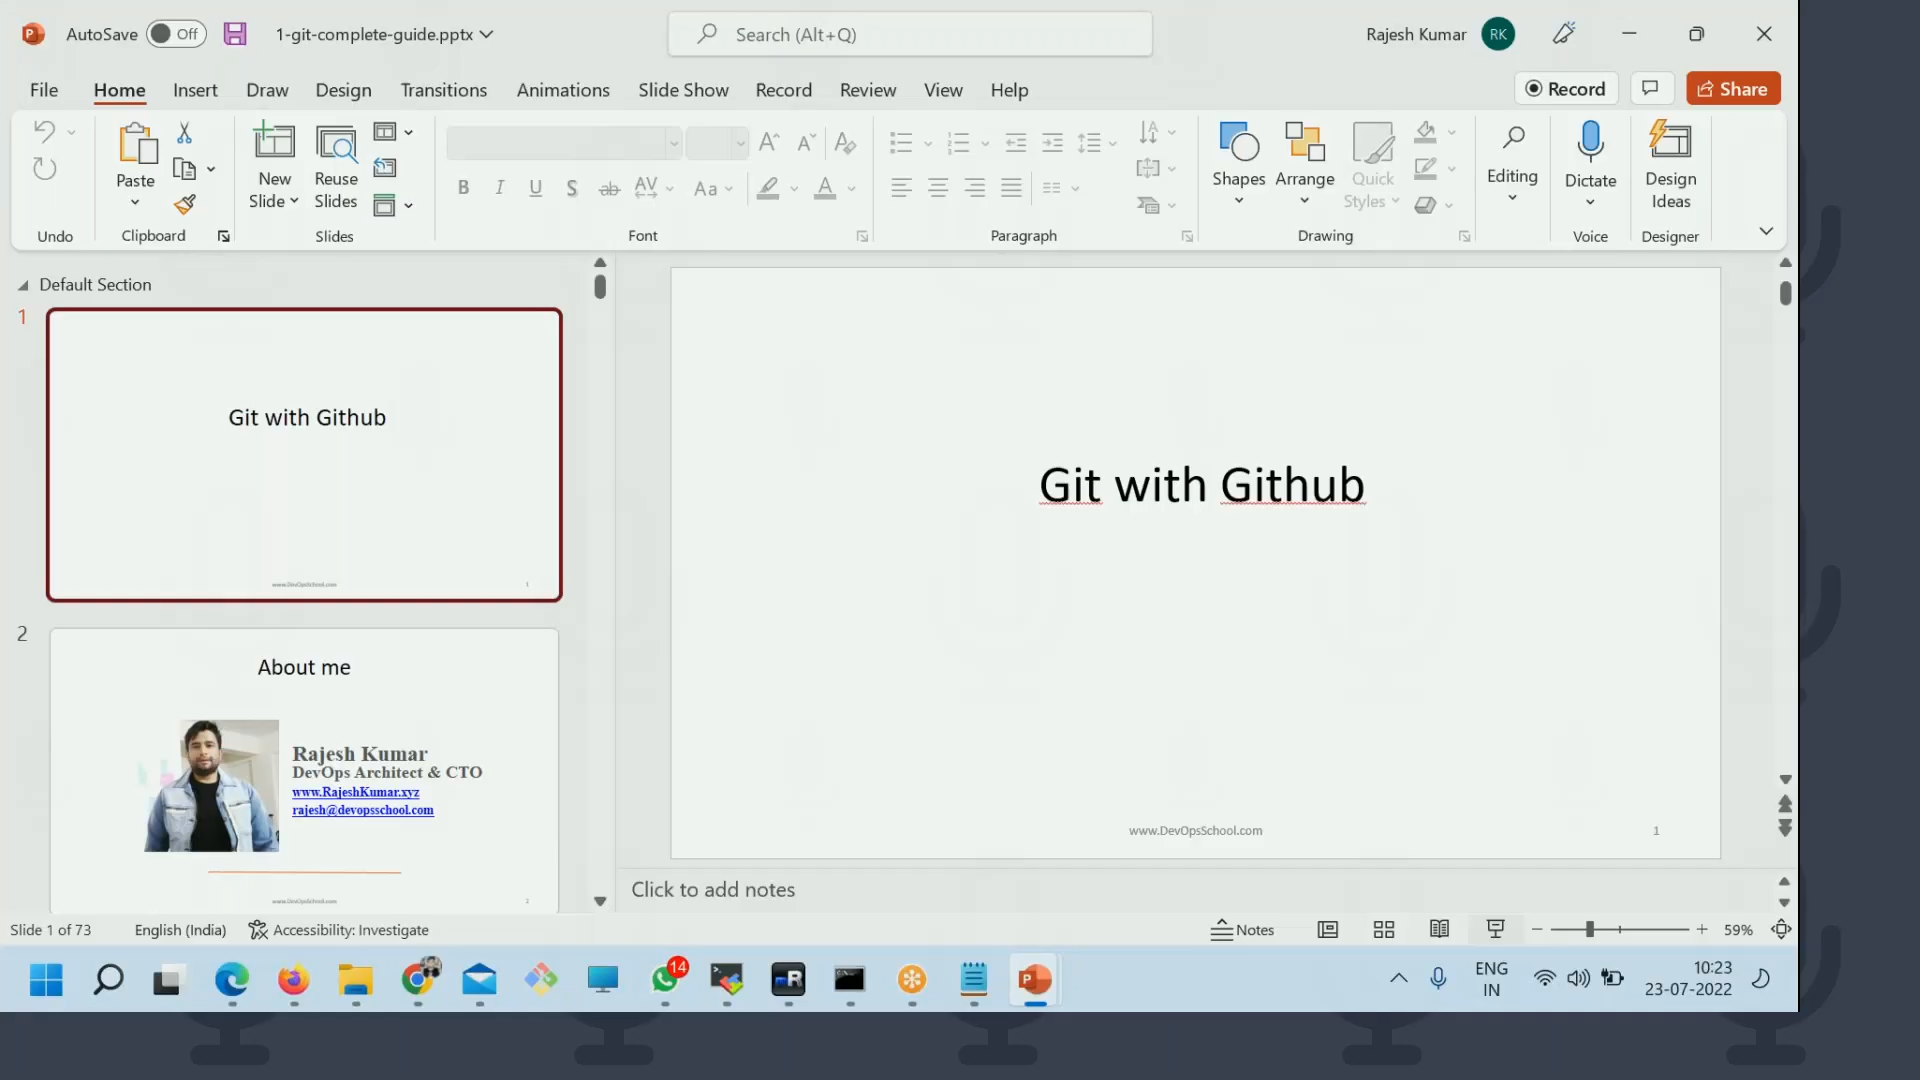 AutoSave Off 1-git-complete-guide.pptx Search (Alt+Q) Rajesh Kumar RK
File Home Insert Draw Design Transitions Animations Slide Show Record Review View Help Record Share
Paste New Slide Reuse Slides B I U S ab AV Aa A Shapes Arrange Quick Styles Editing Dictate Design Ideas
Undo Clipboard Slides Font Paragraph Drawing Voice Designer
Default Section
1
Git with Github
www.DevOpsSchool.com 1
2
About me
Rajesh Kumar
DevOps Architect & CTO
www.RajeshKumar.xyz
rajesh@devopsschool.com
www.DevOpsSchool.com 2
Git with Github
www.DevOpsSchool.com 1
Click to add notes
Slide 1 of 73 English (India) Accessibility: Investigate Notes 59%
14 ENG IN 10:23
23-07-2022